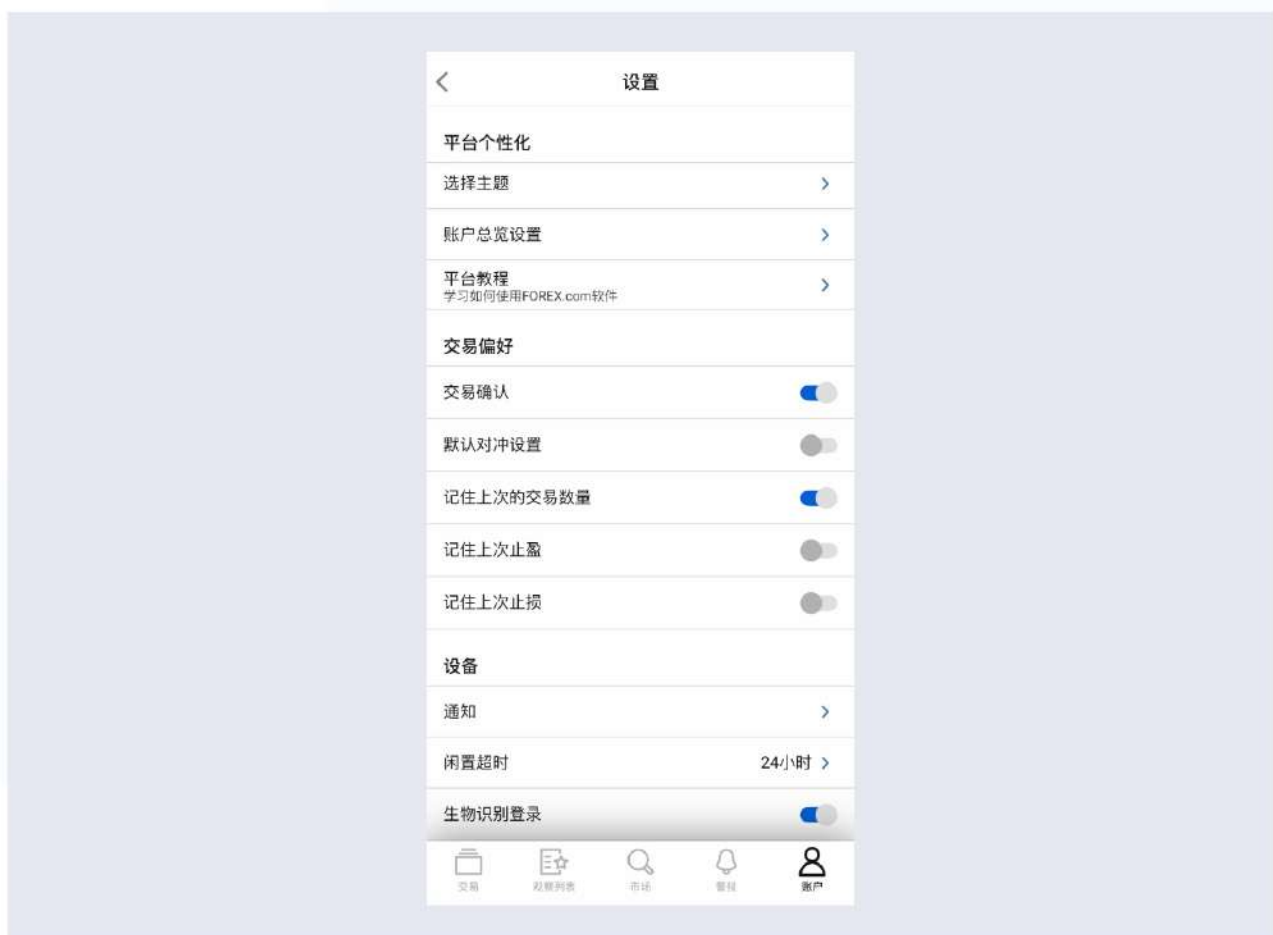 设置
平台个性化
选择主题
账户总览设置
平台教程
学习如何使用FOREX.com软件
交易偏好
交易确认
默认对冲设置
记住上次的交易数量
记住上次止盈
记住上次止损
设备
通知
闲置超时 24小时
生物识别登录
交易 观察列表 市场 账户